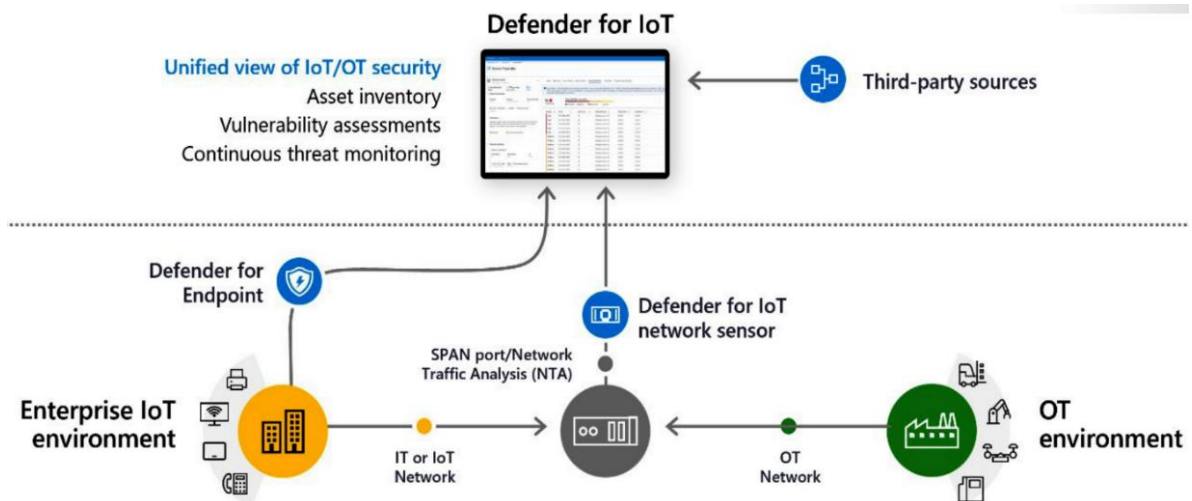 Defender for IoT
Unified view of IoT/OT security
Asset inventory
Vulnerability assessments
Continuous threat monitoring
Third-party sources
Defender for
Endpoint
Defender for IoT
network sensor
SPAN port/Network
Traffic Analysis (NTA)
Enterprise IoT
environment
IT or IoT
Network
OT
Network
OT
environment